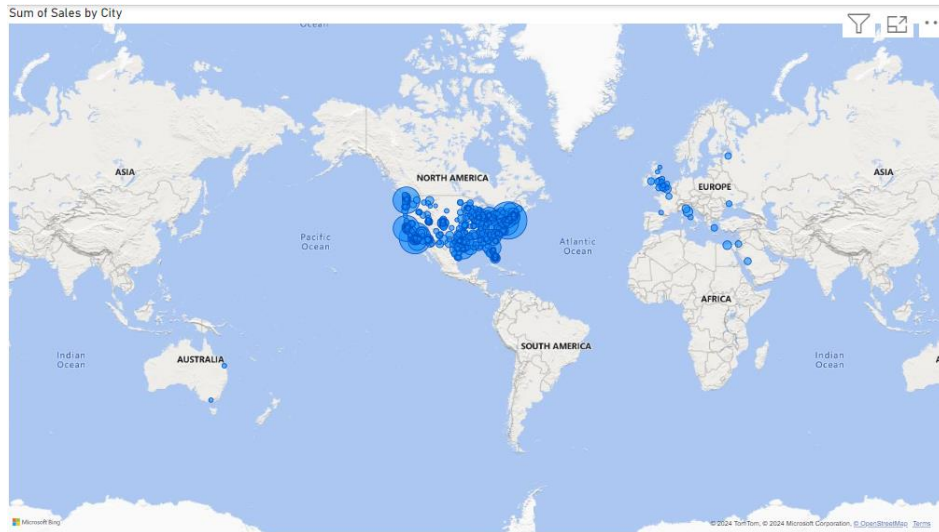 Sum of Sales by City
Ocean
ASIA
NORTH AMERICA
EUROPE
ASIA
Pacific
Ocean
Atlantic
Ocean
AFRICA
SOUTH AMERICA
Indian
Ocean
AUSTRALIA
Indian
Ocean
A
Microsoft Bing
© 2024 TomTom, © 2024 Microsoft Corporation, © OpenStreetMap Terms